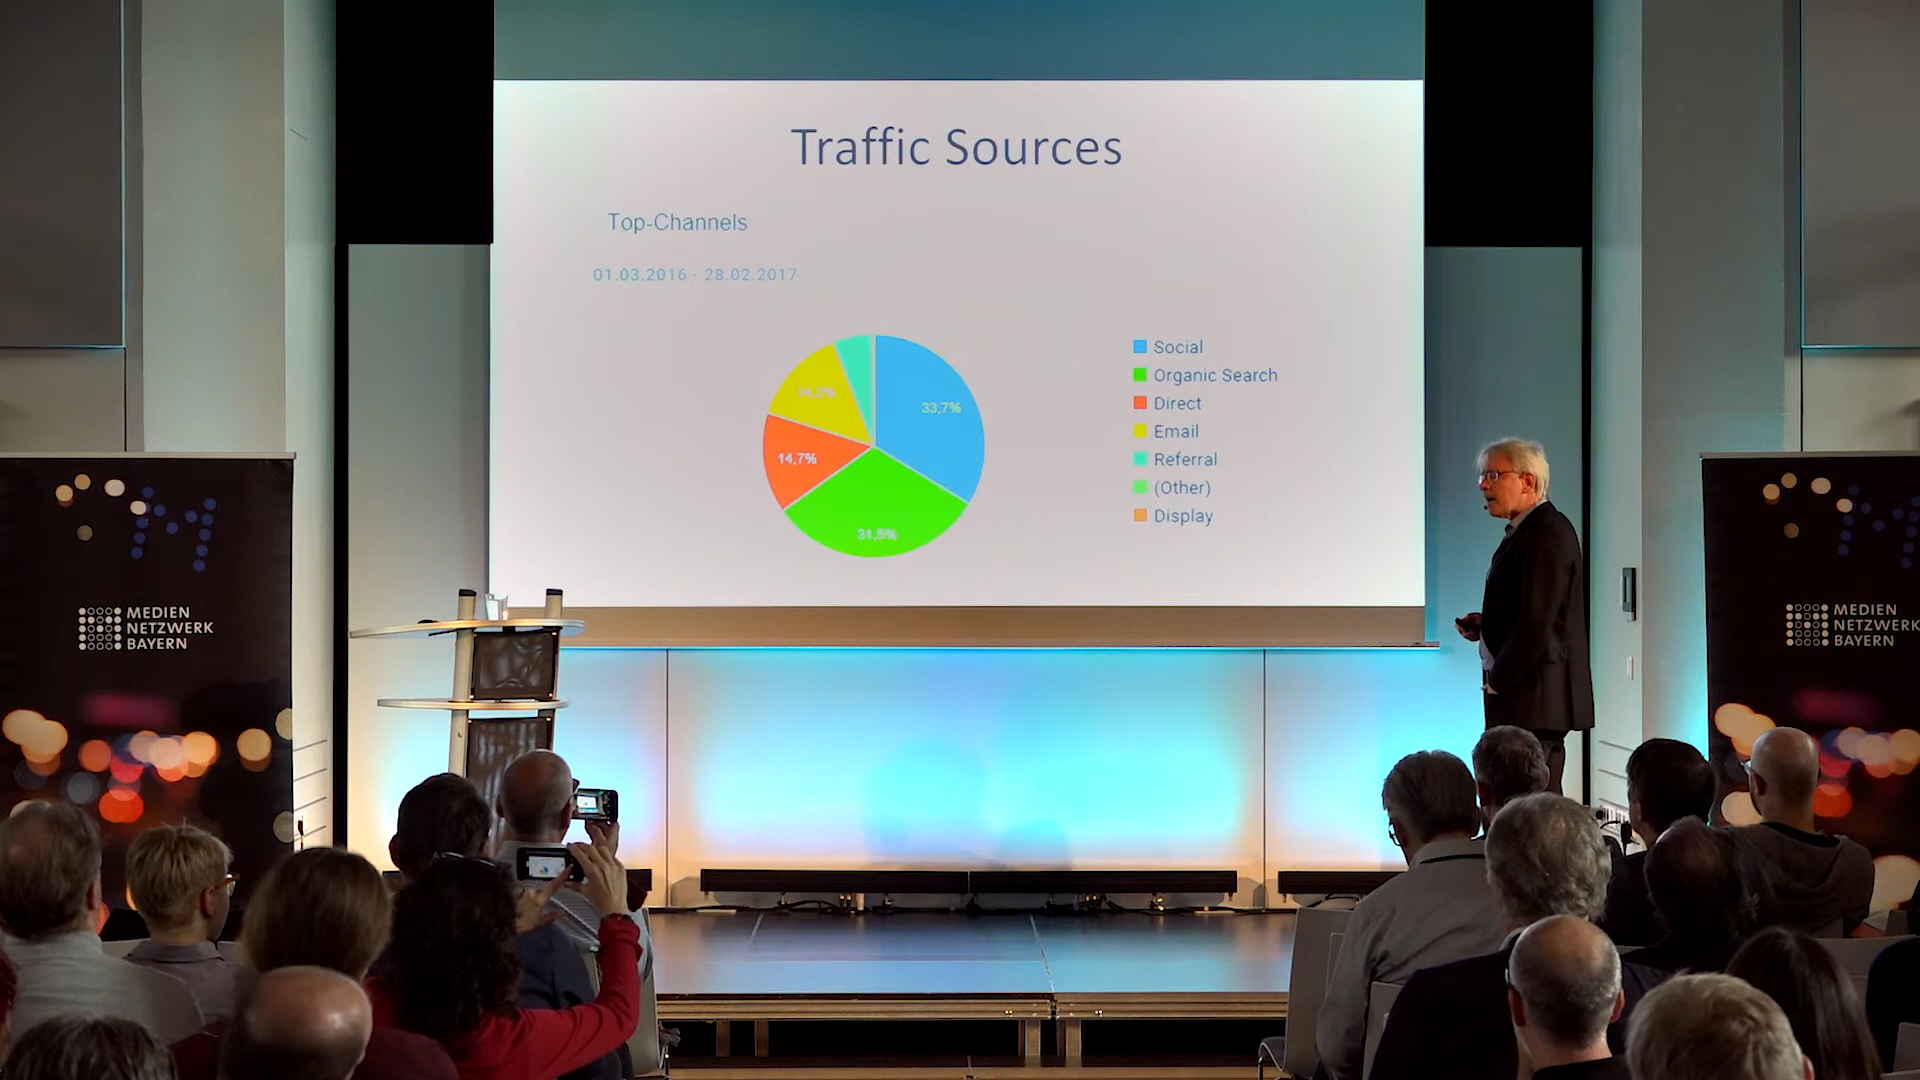 Traffic Sources
Top-Channels
01.03.2016 - 28.02.2017
33,7%
14,7%
31,5%
Social
Organic Search
Direct
Email
Referral
(Other)
Display
MEDIEN
NETZWERK
BAYERN
MEDIEN
NETZWERK
BAYERN